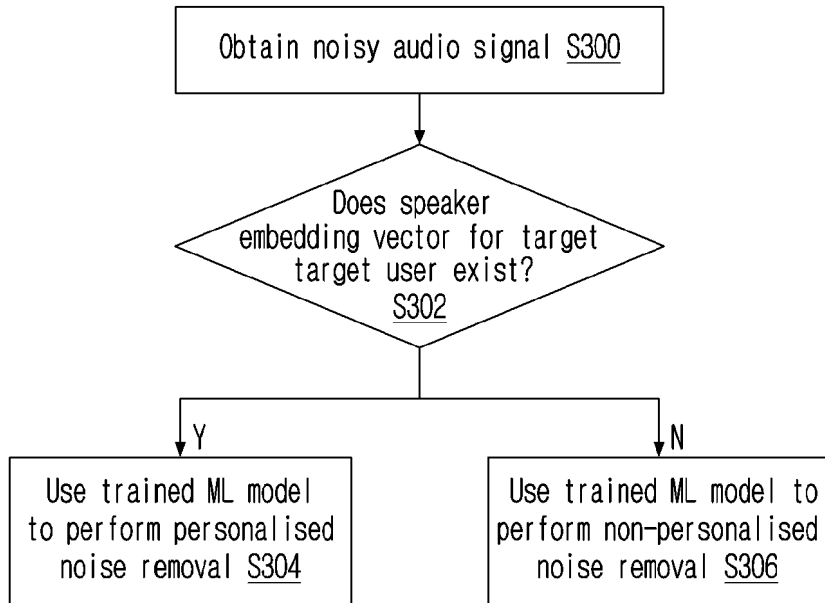 Obtain noisy audio signal S300
Does speaker
embedding vector for target
target user exist?
S302
Y
N
Use trained ML model
to perform personalised
noise removal S304
Use trained ML model to
perform non-personalised
noise removal S306